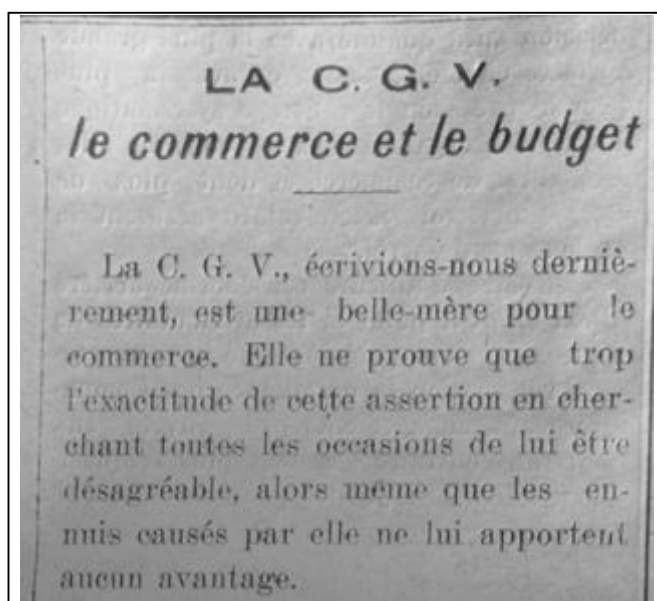 LA C. G. V.
le commerce et le budget
La C. G. V., écrivions-nous derniè-
rement, est une belle-mère pour le
commerce. Elle ne prouve que trop
l'exactitude de cette assertion en cher-
chant toutes les occasions de lui être
désagréable, alors même que les en-
nuis causés par elle ne lui apportent
aucun avantage.